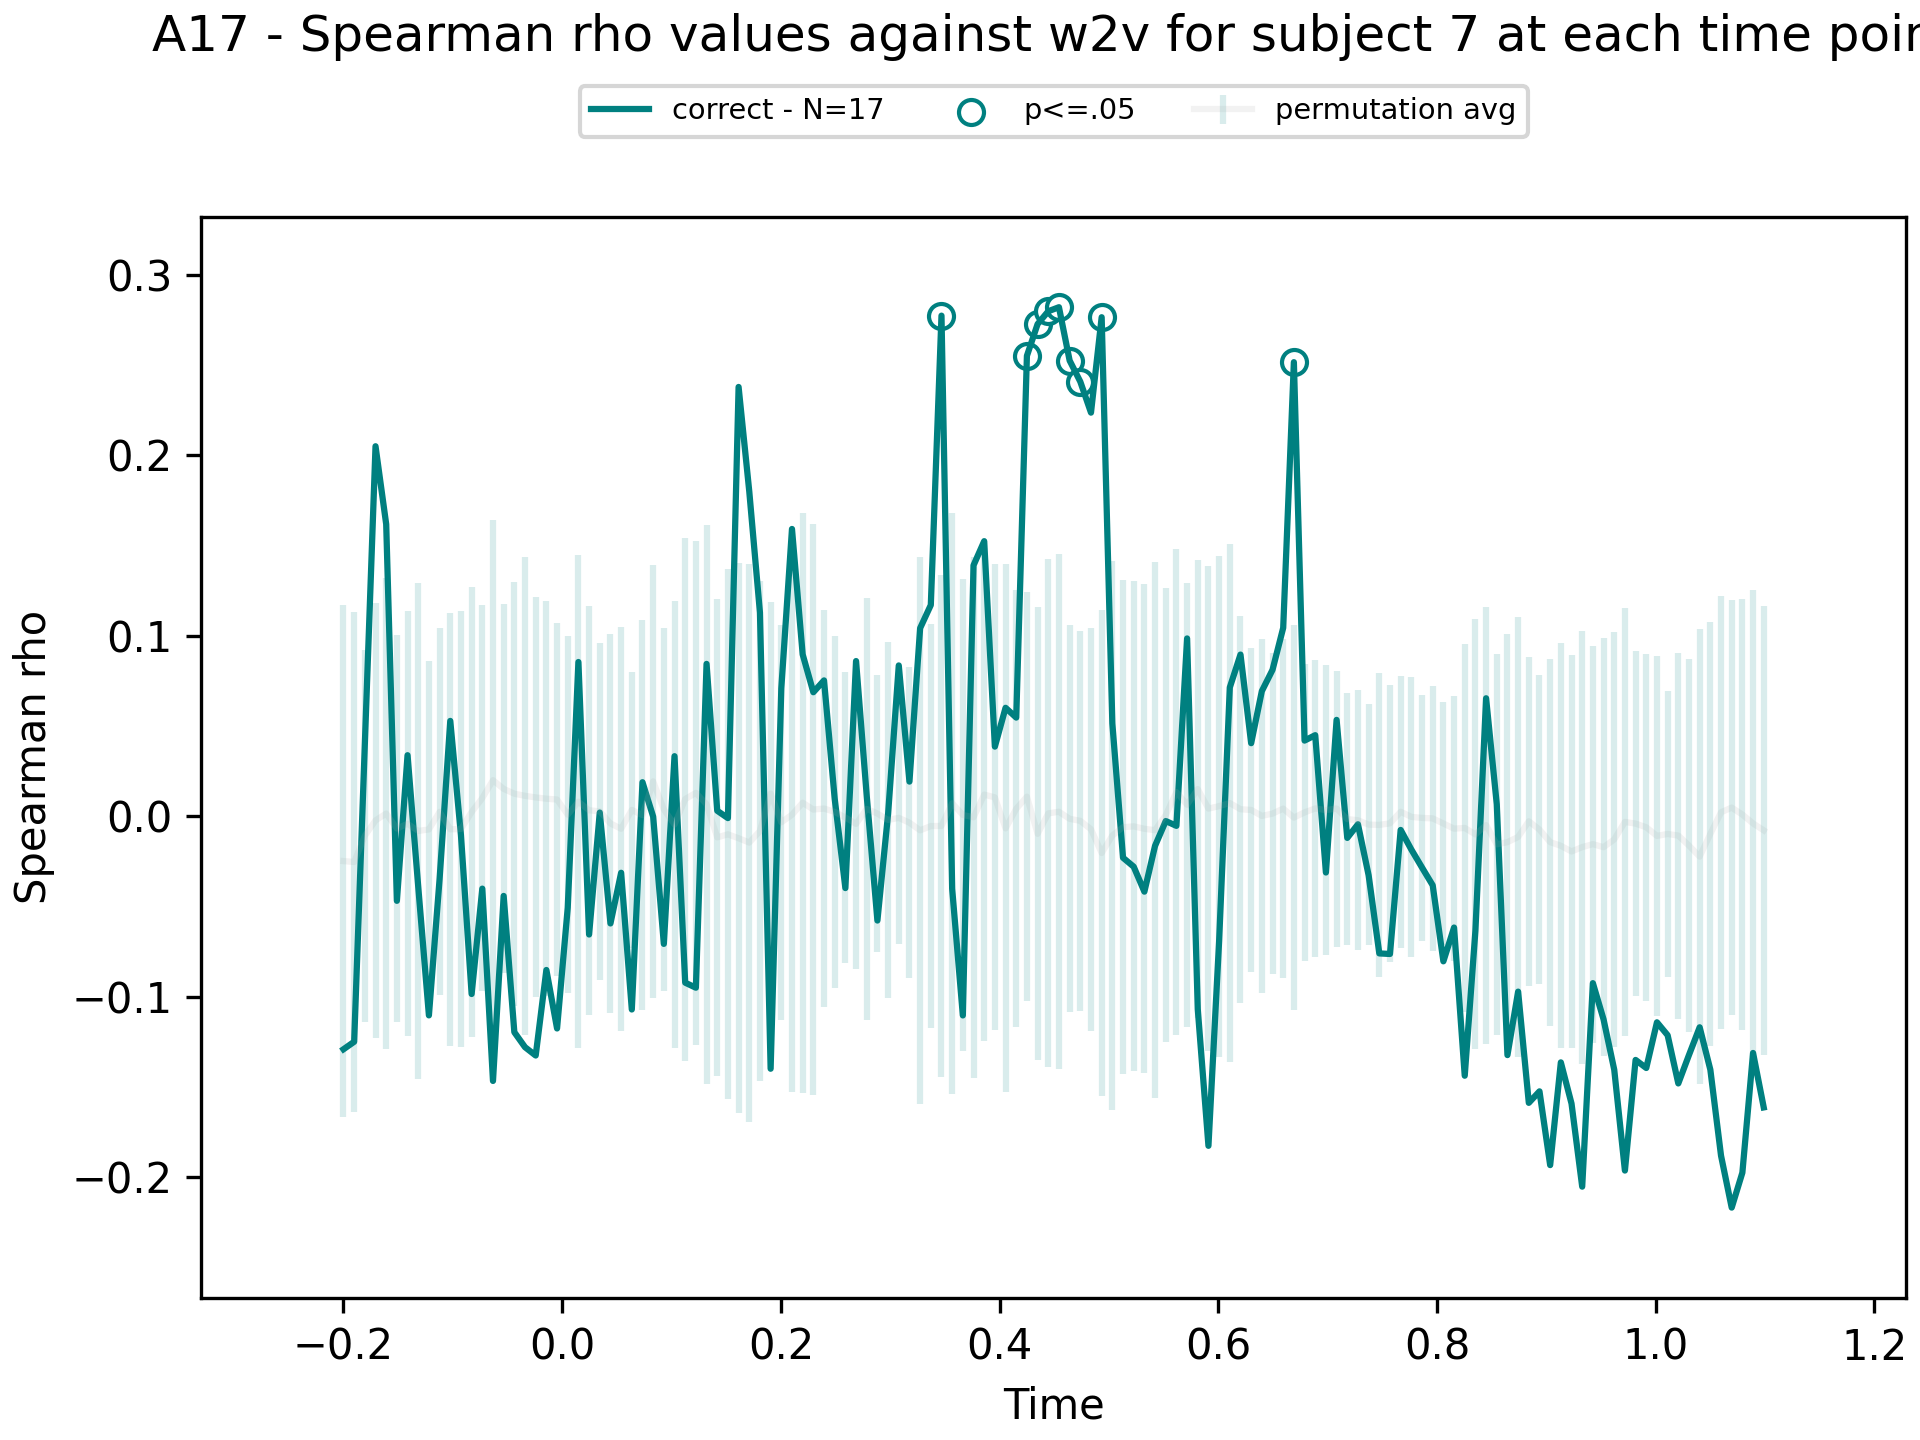 A17 - Spearman rho values against w2v for subject 7 at each time poin
correct - N=17 p<=.05 permutation avg
Spearman rho
0.3
0.2
0.1
0.0
−0.1
−0.2
−0.2 0.0 0.2 0.4 0.6 0.8 1.0 1.2
Time